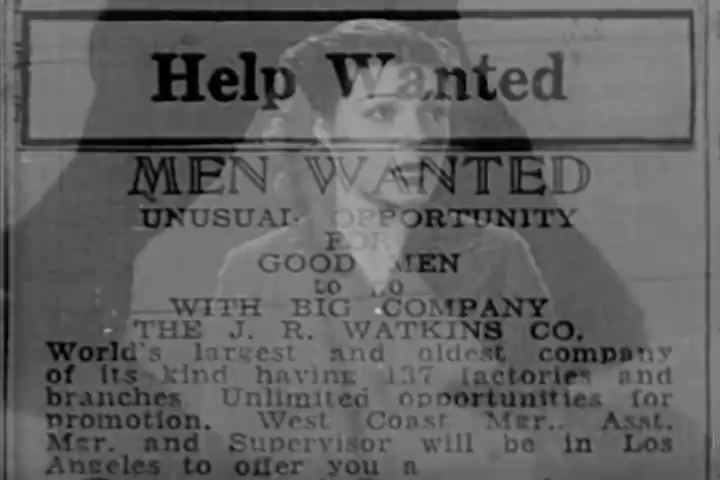 Help Wanted
MEN WANTED
UNUSUAL OPPORTUNITY
FOR
GOOD MEN
to
WITH BIG COMPANY
THE J. R. WATKINS CO.
World's largest and oldest company
of its kind having 137 factories and
branches Unlimited opportunities for
promotion. West Coast Mgr., Asst.
Mgr. and Supervisor will be in Los
Angeles to offer you a